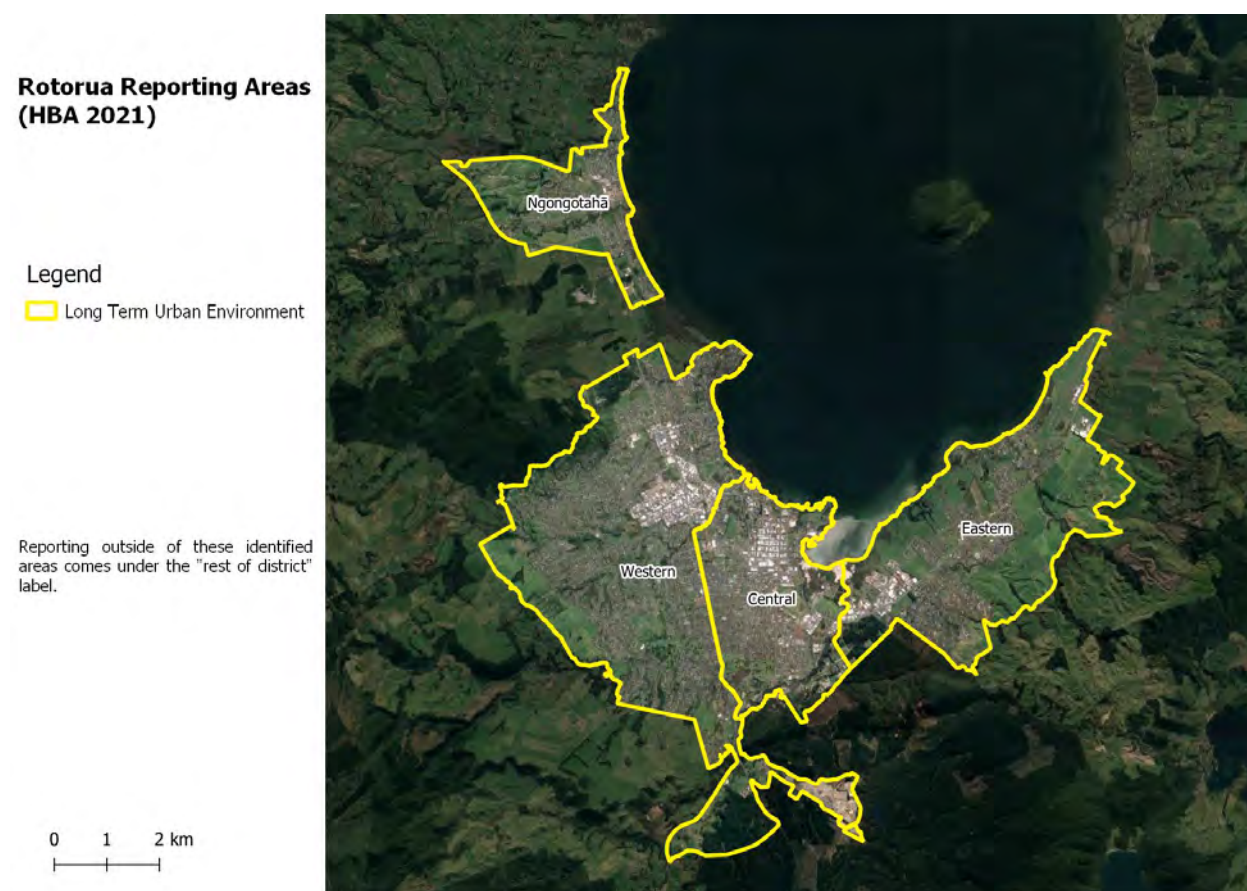 Rotorua Reporting Areas
(HBA 2021)
Legend
Long Term Urban Environment
Reporting outside of these identified
areas comes under the "rest of district"
label.
0 1 2 km
Ngongotahā
Western
Central
Eastern